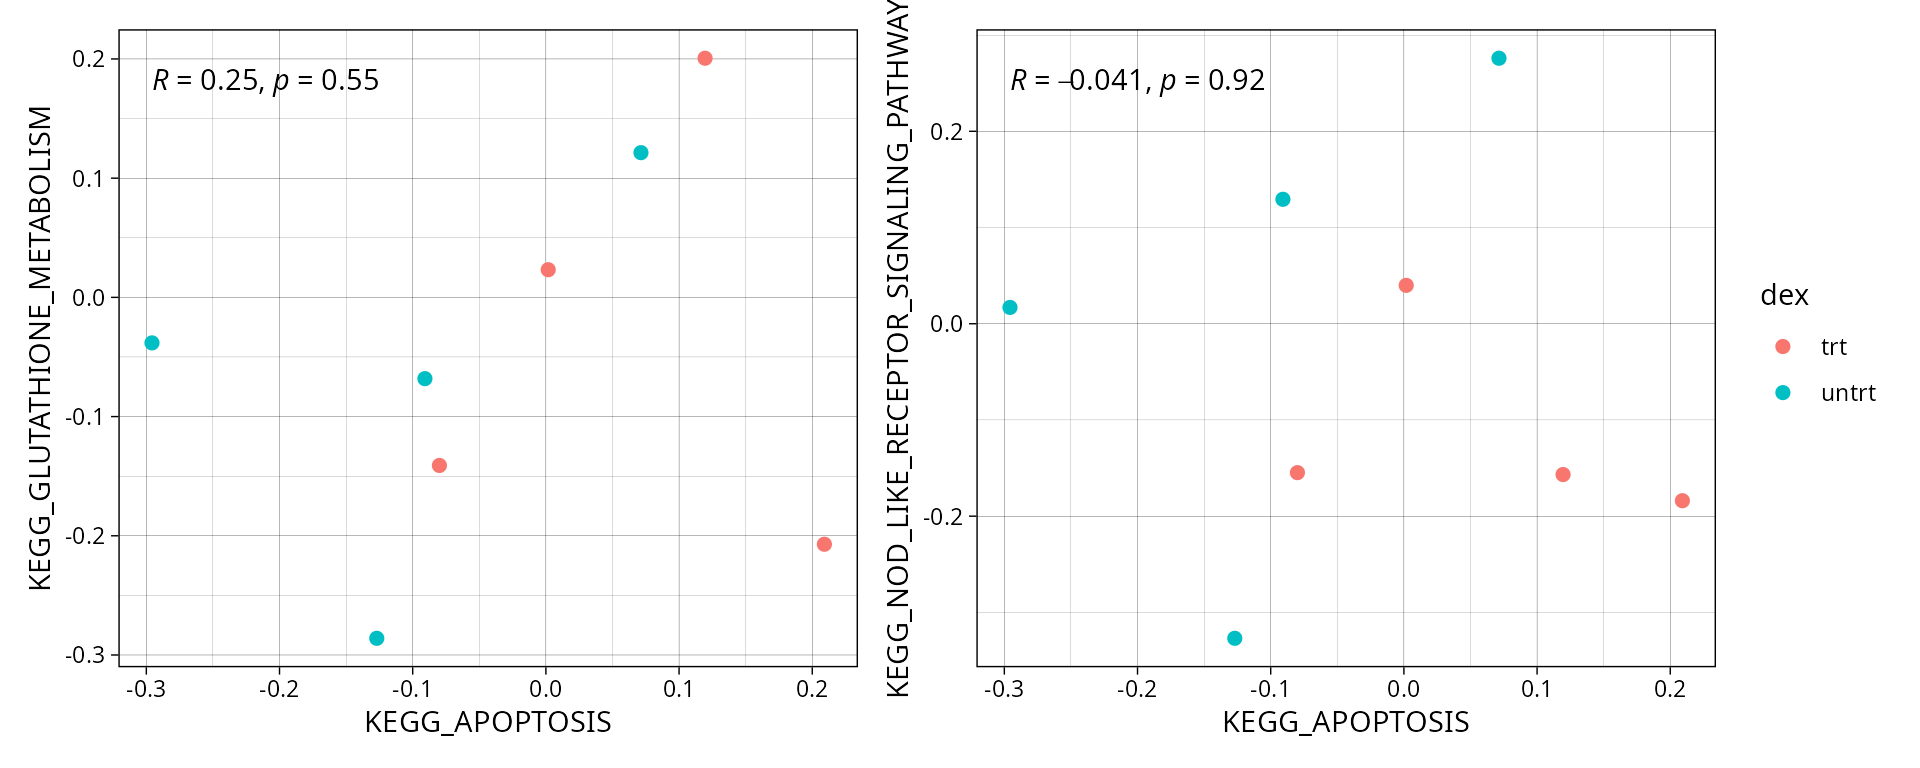 KEGG_GLUTATHIONE_METABOLISM
R = 0.25, p = 0.55
0.2
0.1
0.0
-0.1
-0.2
-0.3
-0.3 -0.2 -0.1 0.0 0.1 0.2
KEGG_APOPTOSIS
KEGG_NOD_LIKE_RECEPTOR_SIGNALING_PATHWAY
R = –0.041, p = 0.92
0.2
0.0
-0.2
-0.3 -0.2 -0.1 0.0 0.1 0.2
KEGG_APOPTOSIS
dex
trt
untrt